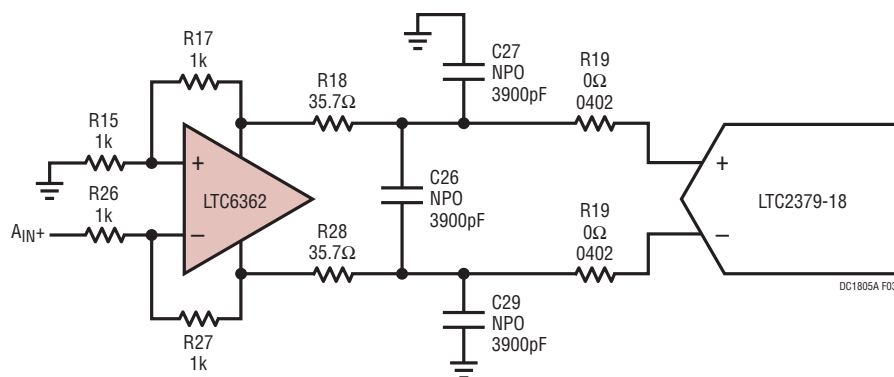 R17
1k
R15
1k
R26
1k
AIN+
+
–
LTC6362
R27
1k
R18
35.7Ω
R28
35.7Ω
C27
NPO
3900pF
C26
NPO
3900pF
C29
NPO
3900pF
R19
0Ω
0402
R19
0Ω
0402
+
–
LTC2379-18
DC1805A F03